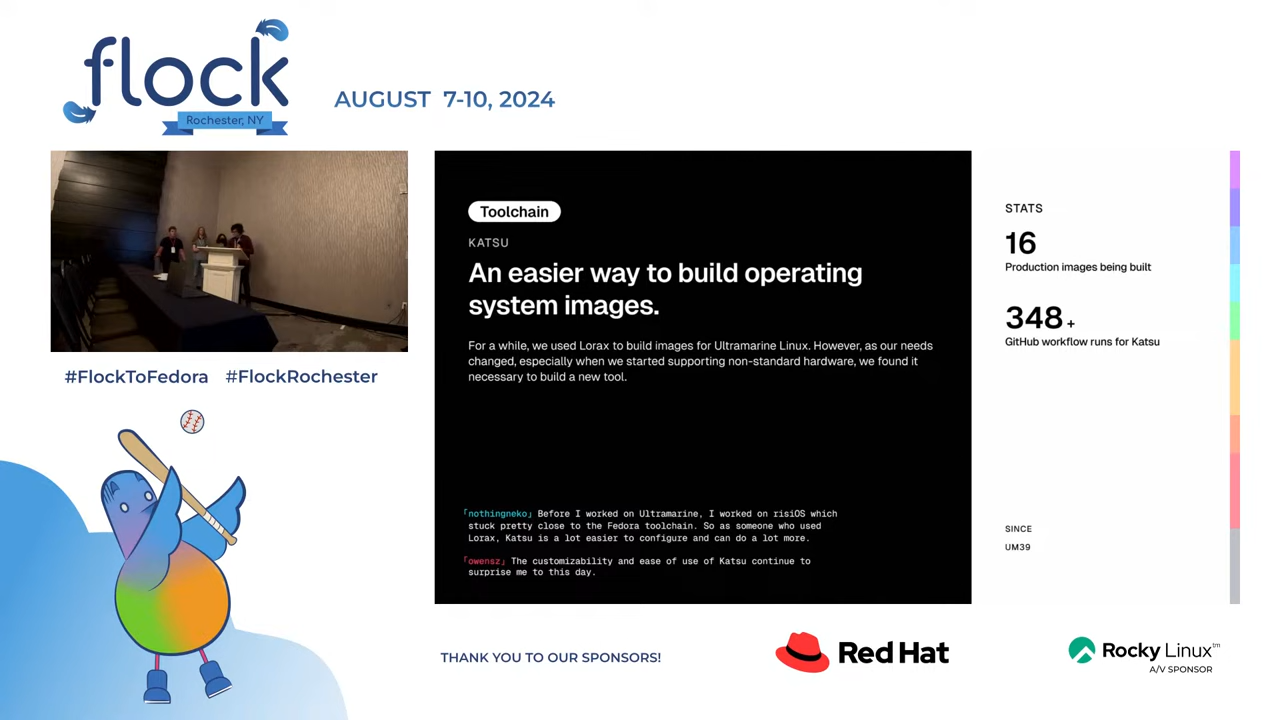 flock
Rochester, NY
AUGUST 7-10, 2024
#FlockToFedora #FlockRochester
Toolchain
KATSU
An easier way to build operating
system images.
For a while, we used Lorax to build images for Ultramarine Linux. However, as our needs
changed, especially when we started supporting non-standard hardware, we found it
necessary to build a new tool.
「nothingneko」 Before I worked on Ultramarine, I worked on risiOS which
stuck pretty close to the Fedora toolchain. So as someone who used
Lorax, Katsu is a lot easier to configure and can do a lot more.
「owensz」 The customizability and ease of use of Katsu continue to
surprise me to this day.
STATS
16
Production images being built
348+
GitHub workflow runs for Katsu
SINCE
UM39
THANK YOU TO OUR SPONSORS!
Red Hat
Rocky Linux™
A/V SPONSOR